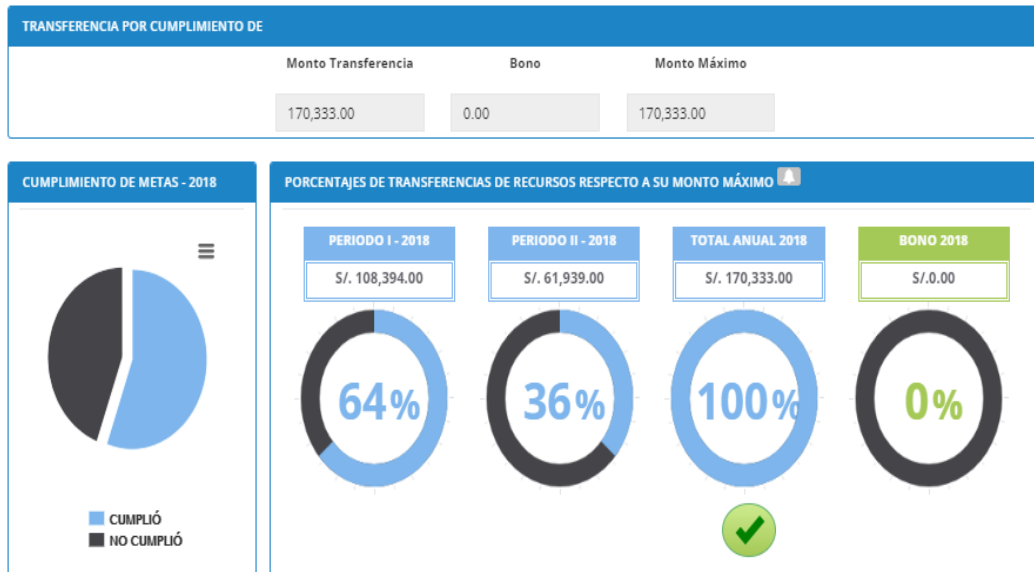 TRANSFERENCIA POR CUMPLIMIENTO DE
Monto Transferencia Bono Monto Máximo
170,333.00 0.00 170,333.00
CUMPLIMIENTO DE METAS - 2018
CUMPLIÓ
NO CUMPLIÓ
PORCENTAJES DE TRANSFERENCIAS DE RECURSOS RESPECTO A SU MONTO MÁXIMO
PERIODO I - 2018 PERIODO II - 2018 TOTAL ANUAL 2018 BONO 2018
S/. 108,394.00 S/. 61,939.00 S/. 170,333.00 S/.0.00
64% 36% 100% 0%